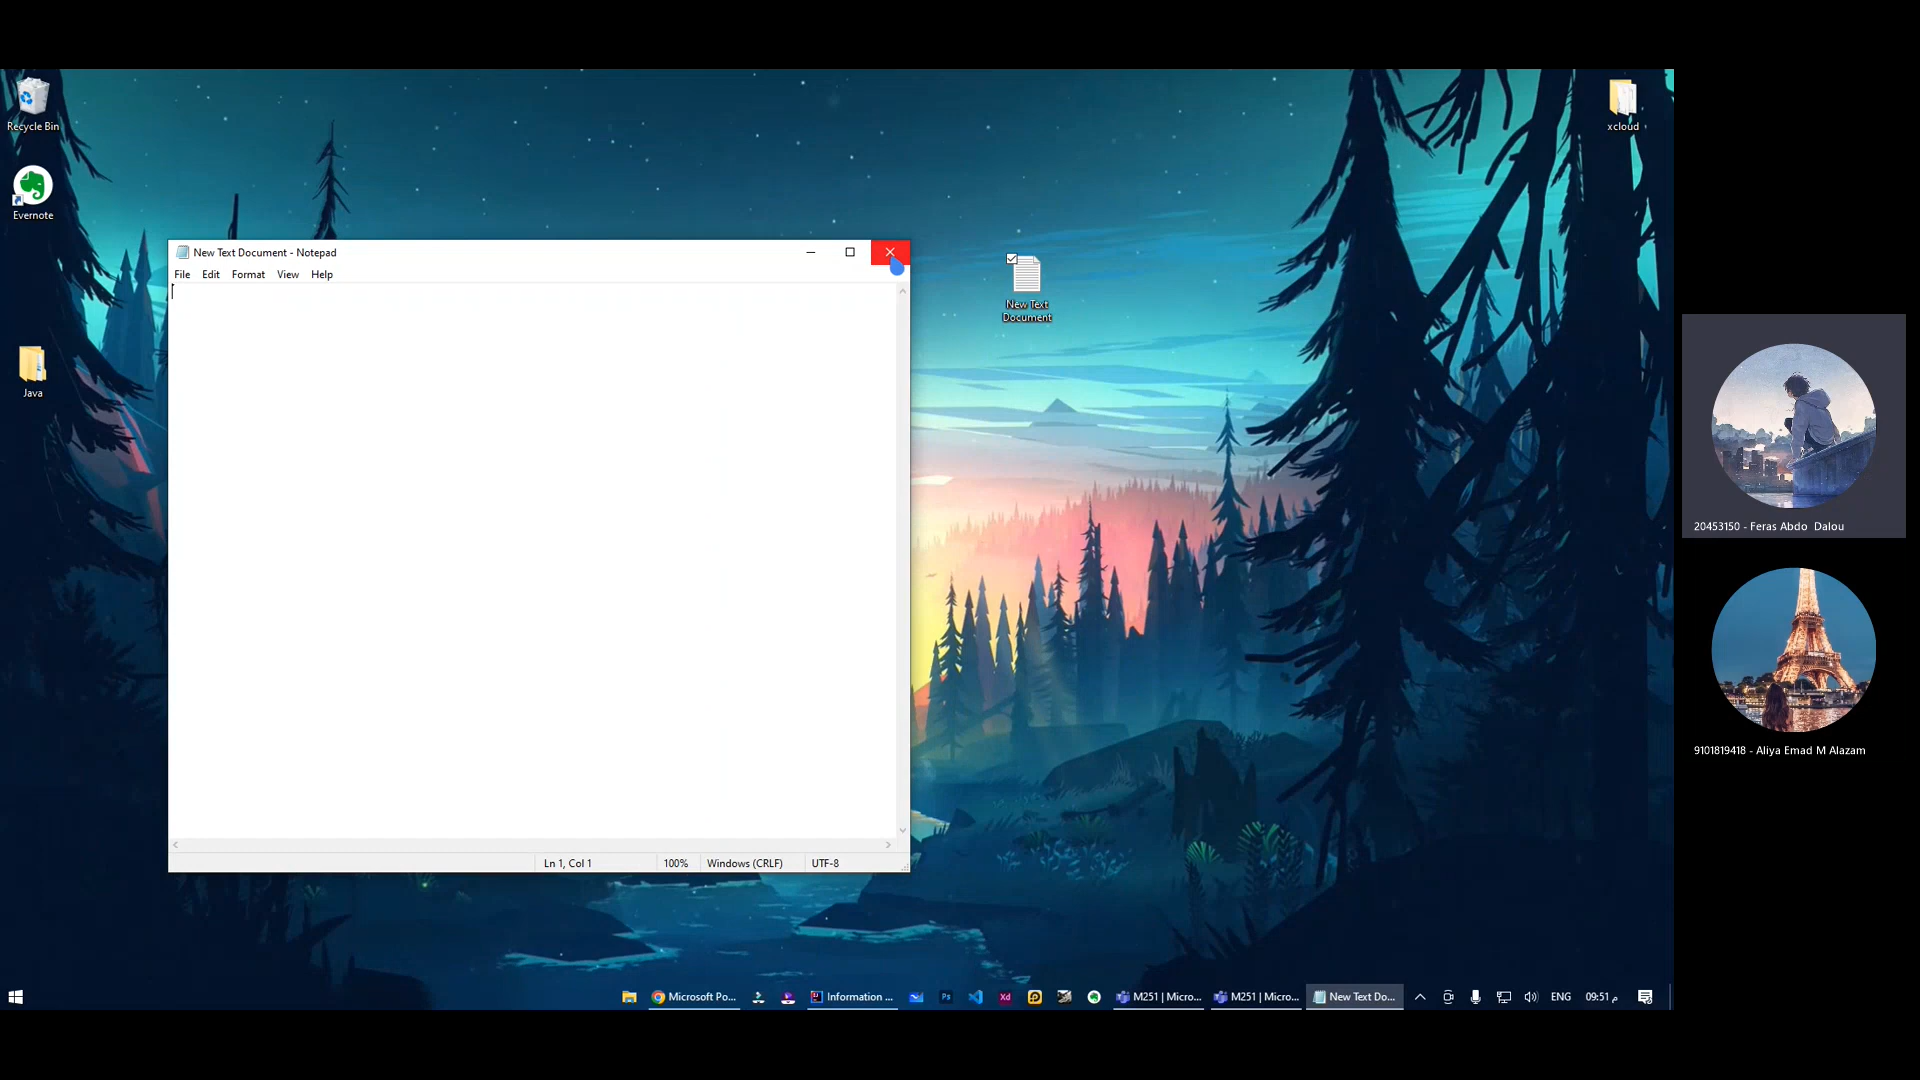 Recycle Bin
xcloud
Evernote
New Text Document - Notepad
File Edit Format View Help
New Text
Document
Java
20453150 - Feras Abdo Dalou
9101819418 - Aliya Emad M Alazam
Ln 1, Col 1 100% Windows (CRLF) UTF-8
Microsoft Po... Information ... Ps Xd M251 | Micro... M251 | Micro... New Text Do... ENG 09:51 م